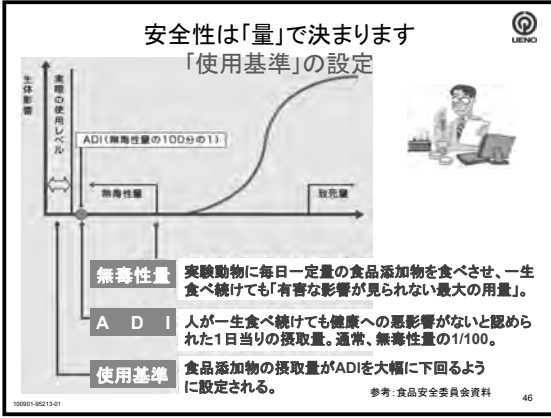 安全性は「量」で決まります
「使用基準」の設定
UENO
生体影響
実際の使用レベル
ADI(無毒性量の100分の1)
無毒性量
致死量
無毒性量
実験動物に毎日一定量の食品添加物を食べさせ、一生
食べ続けても「有害な影響が見られない最大の用量」。
A D I
人が一生食べ続けても健康への悪影響がないと認めら
れた1日当りの摂取量。通常、無毒性量の1/100。
使用基準
食品添加物の摂取量がADIを大幅に下回るよう
に設定される。
参考:食品安全委員会資料
100901-95213-01
46